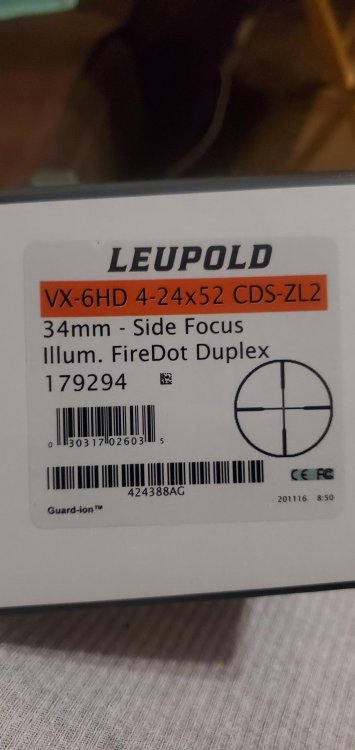 LEUPOLD
VX-6HD 4-24x52 CDS-ZL2
34mm - Side Focus
Illum. FireDot Duplex
179294
0 30317 02603 5
424388AG
CE FC
201116 8:50
Guard-ion™